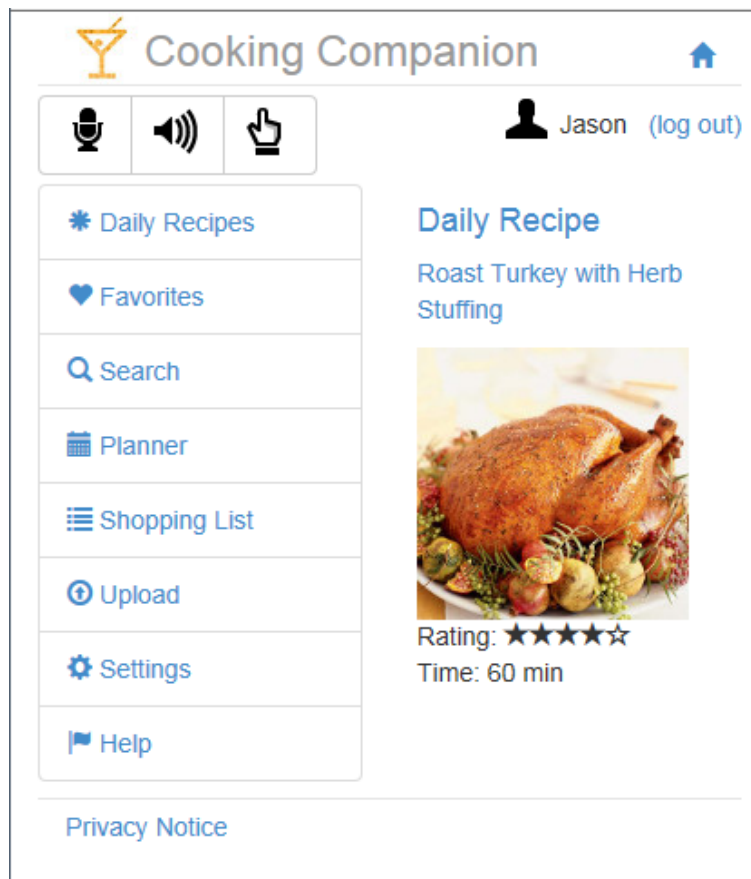 Cooking Companion
Jason (log out)
Daily Recipes
Favorites
Search
Planner
Shopping List
Upload
Settings
Help
Daily Recipe
Roast Turkey with Herb
Stuffing
Rating: ★★★★☆
Time: 60 min
Privacy Notice